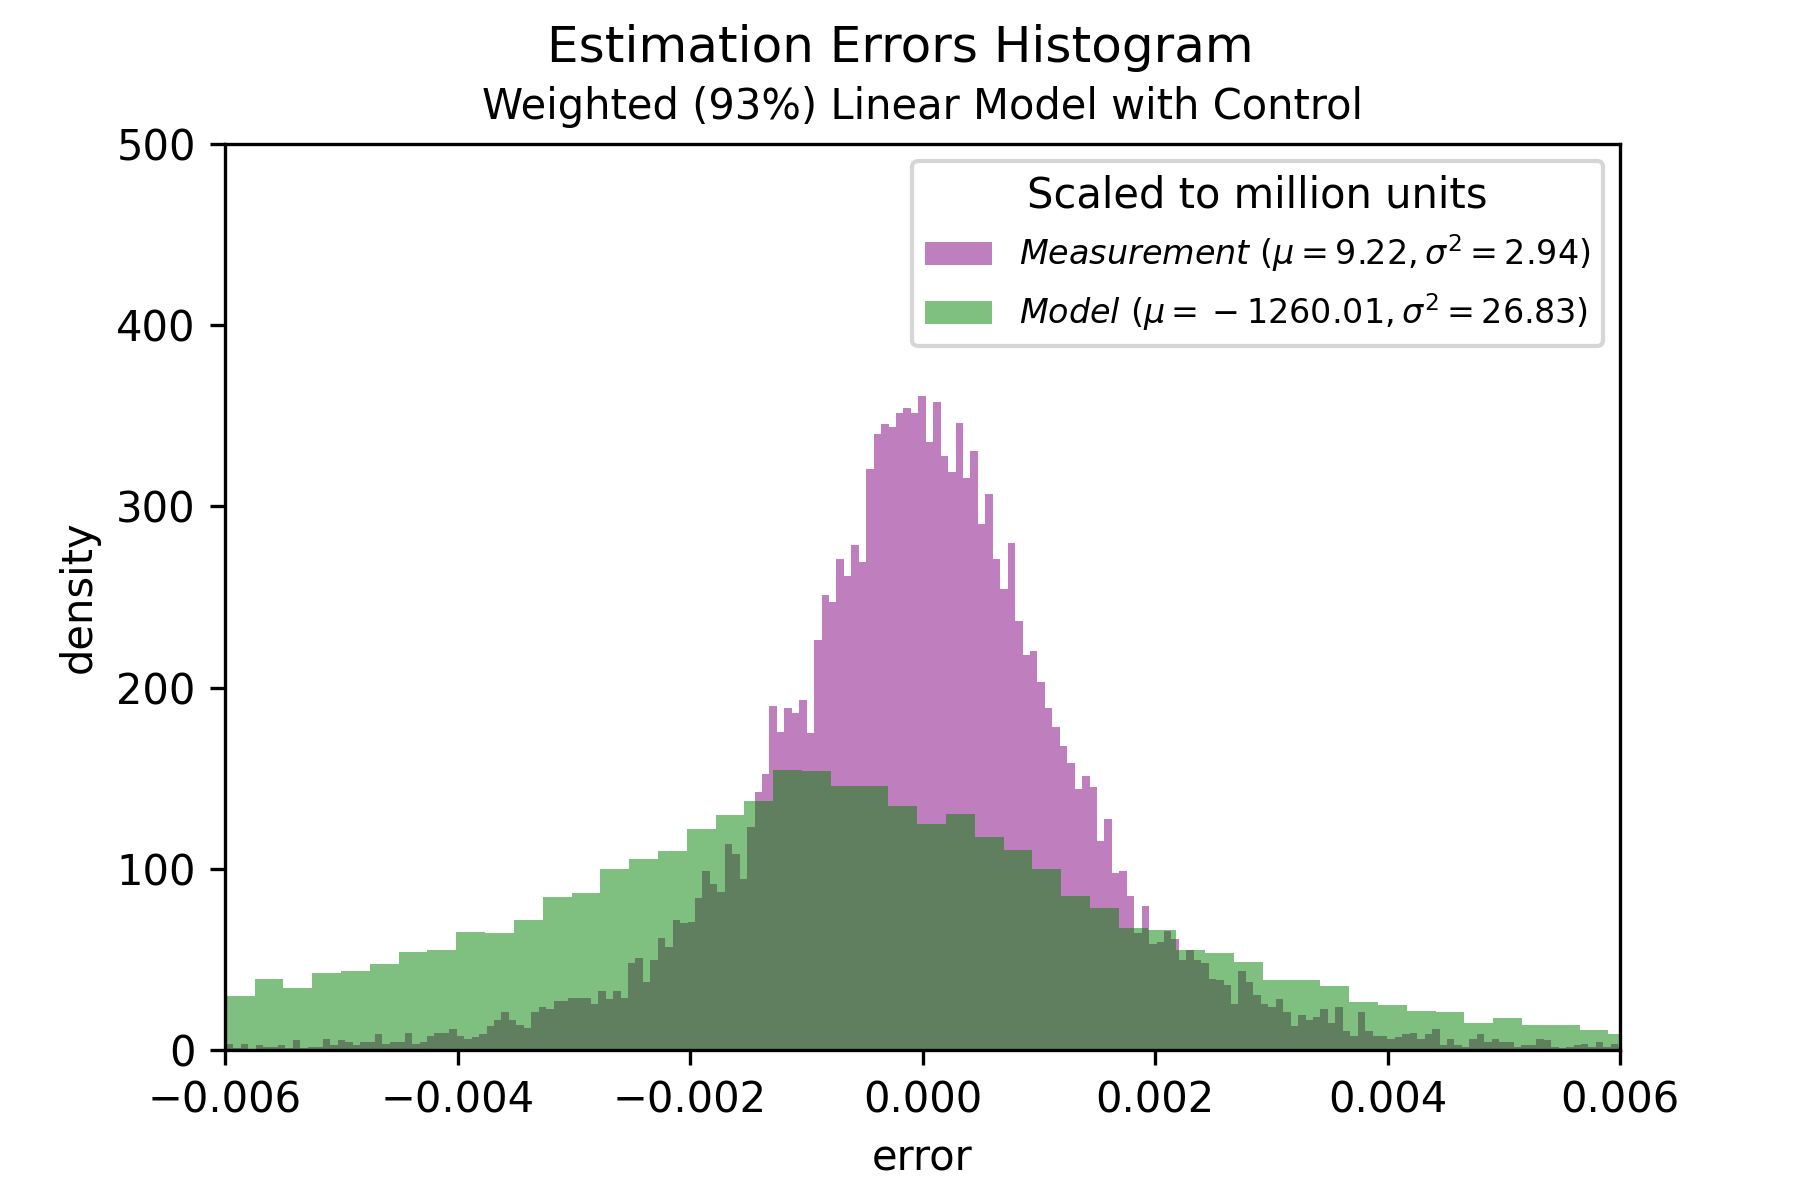 Estimation Errors Histogram
Weighted (93%) Linear Model with Control
500
400
300
200
100
0
density
Scaled to million units
Measurement (μ = 9.22, σ² = 2.94)
Model (μ = − 1260.01, σ² = 26.83)
−0.006 −0.004 −0.002 0.000 0.002 0.004 0.006
error